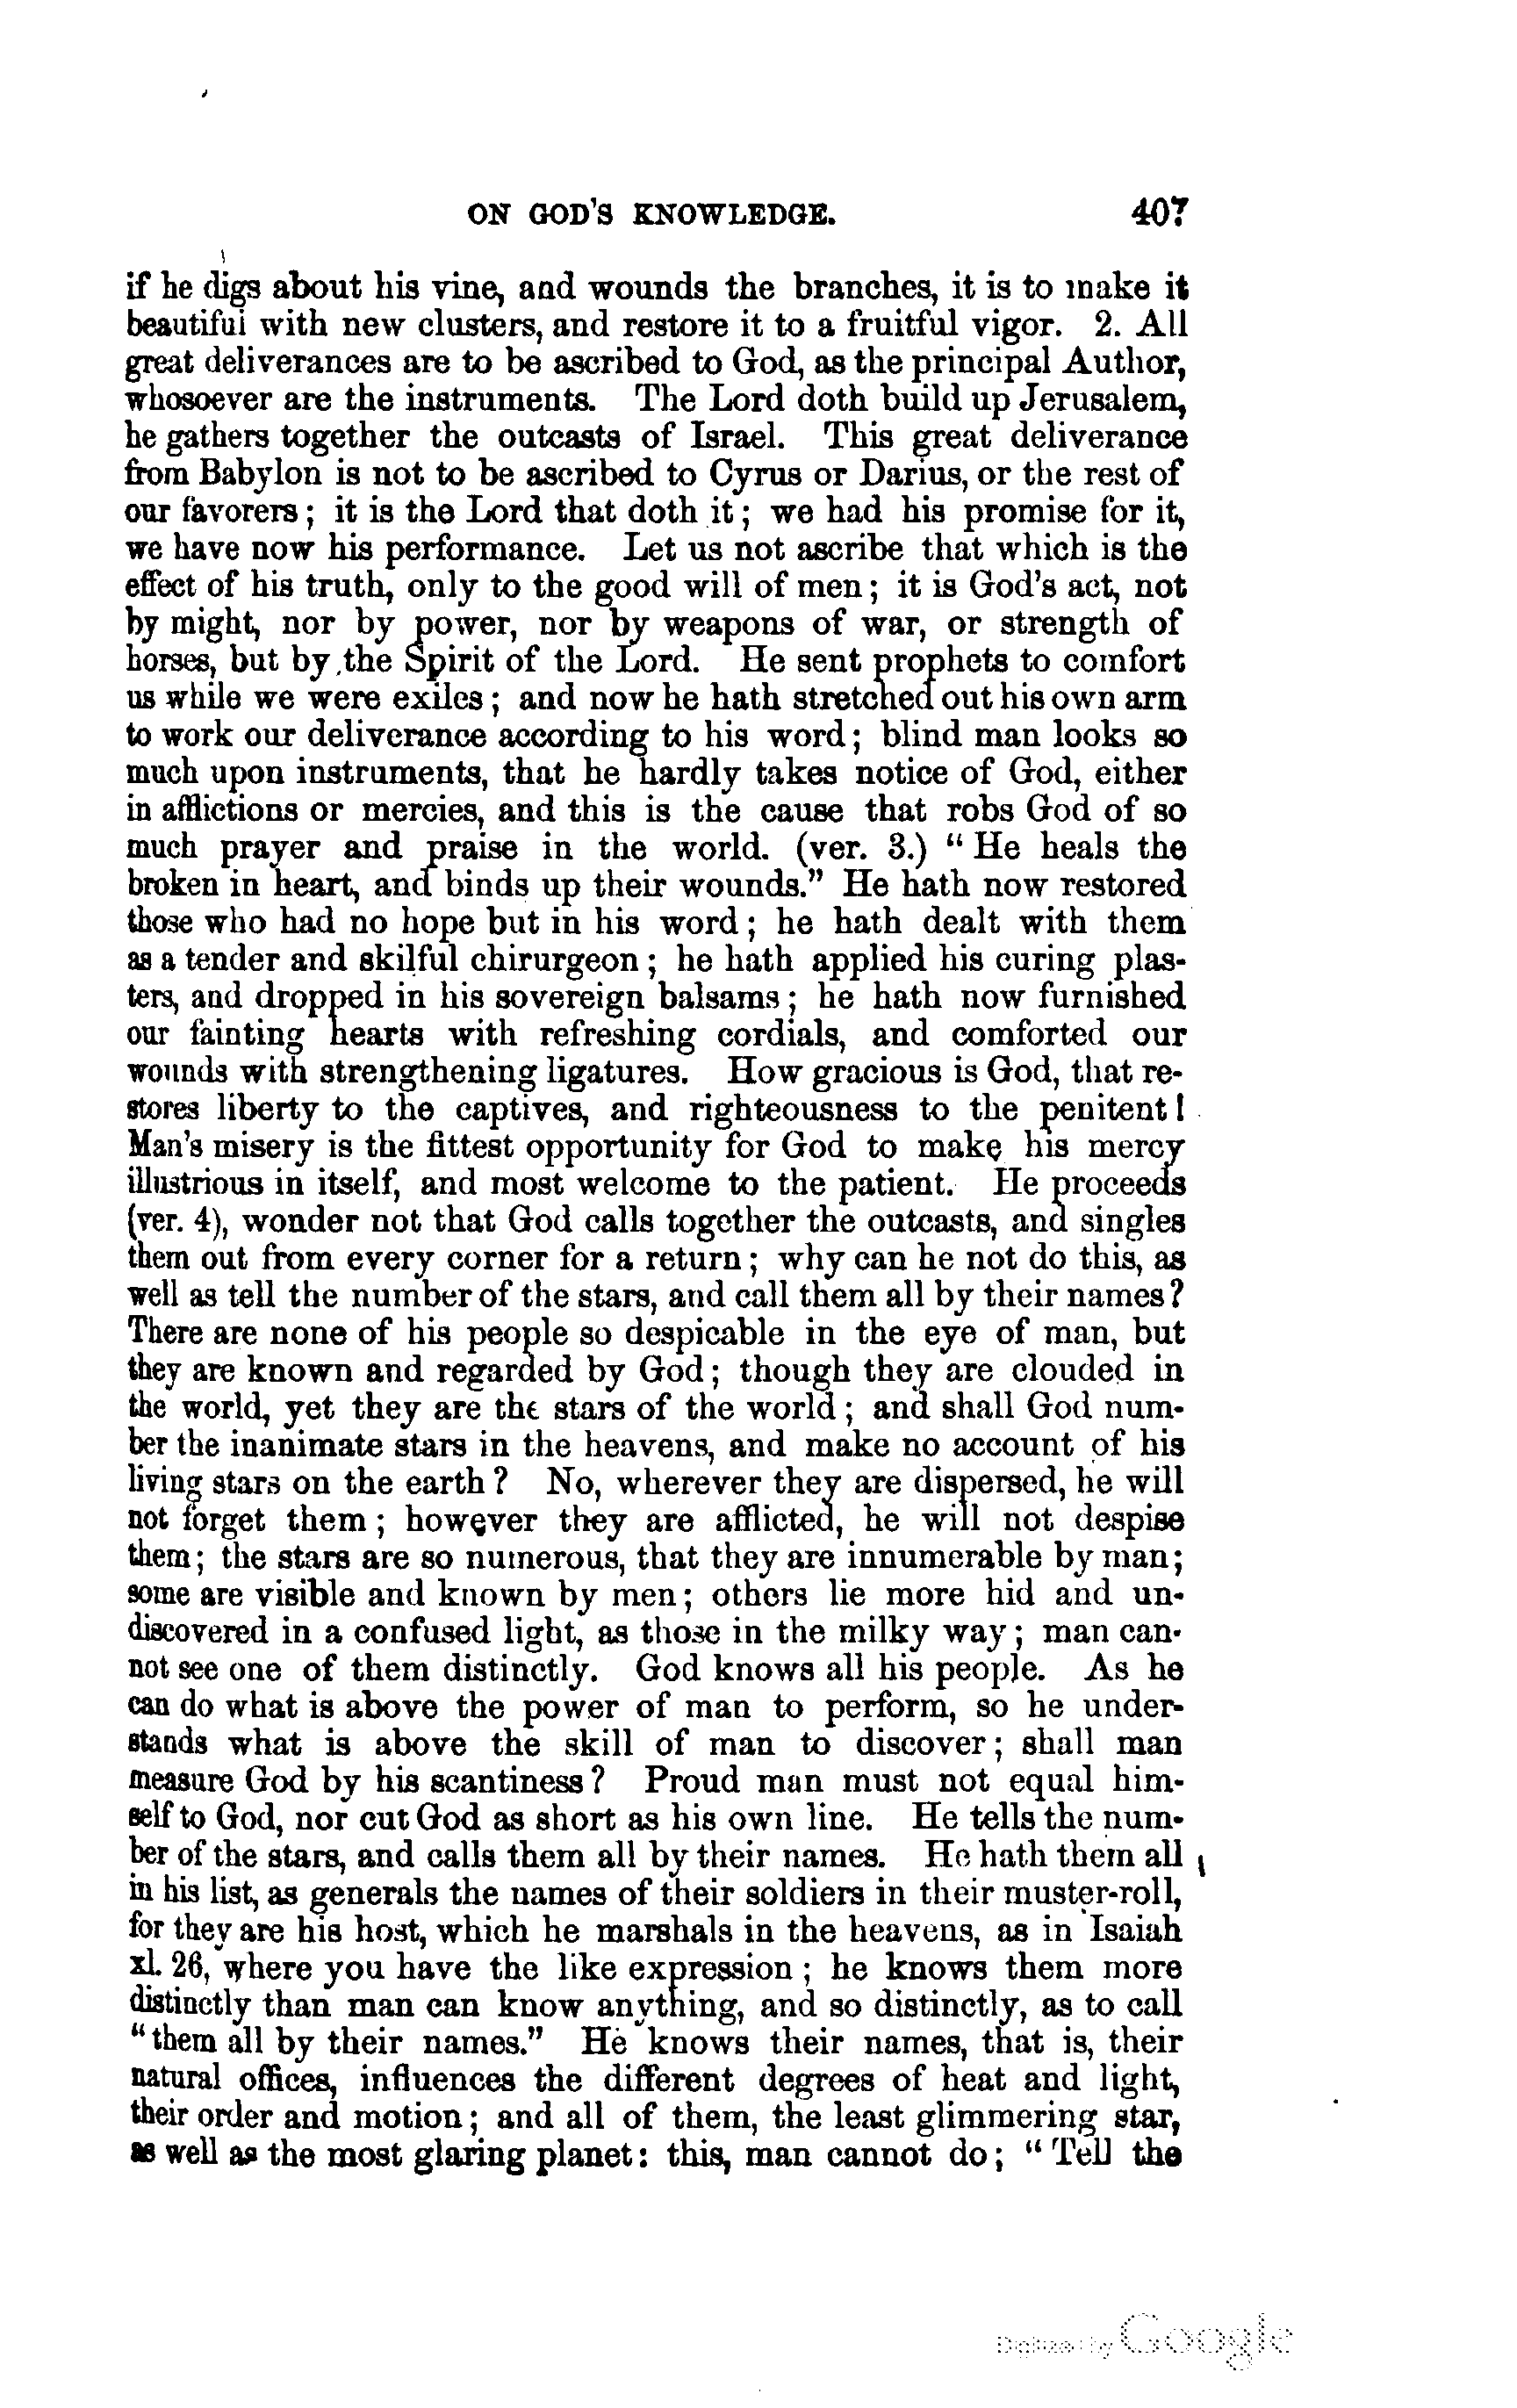 ON GOD'S KNOWLEDGE. 407
if he digs about his vine, and wounds the branches, it is to make it
beautiful with new clusters, and restore it to a fruitful vigor. 2. All
great deliverances are to be ascribed to God, as the principal Author,
whosoever are the instruments. The Lord doth build up Jerusalem,
he gathers together the outcasts of Israel. This great deliverance
from Babylon is not to be ascribed to Cyrus or Darius, or the rest of
our favorers; it is the Lord that doth it; we had his promise for it,
we have now his performance. Let us not ascribe that which is the
effect of his truth, only to the good will of men; it is God's act, not
by might, nor by power, nor by weapons of war, or strength of
horses, but by the Spirit of the Lord. He sent prophets to comfort
us while we were exiles; and now he hath stretched out his own arm
to work our deliverance according to his word; blind man looks so
much upon instruments, that he hardly takes notice of God, either
in afflictions or mercies, and this is the cause that robs God of so
much prayer and praise in the world. (ver. 3.) "He heals the
broken in heart, and binds up their wounds." He hath now restored
those who had no hope but in his word; he hath dealt with them
as a tender and skilful chirurgeon; he hath applied his curing plas-
ters, and dropped in his sovereign balsams; he hath now furnished
our fainting hearts with refreshing cordials, and comforted our
wounds with strengthening ligatures. How gracious is God, that re-
stores liberty to the captives, and righteousness to the penitent!
Man's misery is the fittest opportunity for God to make his mercy
illustrious in itself, and most welcome to the patient. He proceeds
(ver. 4), wonder not that God calls together the outcasts, and singles
them out from every corner for a return; why can he not do this, as
well as tell the number of the stars, and call them all by their names?
There are none of his people so despicable in the eye of man, but
they are known and regarded by God; though they are clouded in
the world, yet they are the stars of the world; and shall God num-
ber the inanimate stars in the heavens, and make no account of his
living stars on the earth? No, wherever they are dispersed, he will
not forget them; however they are afflicted, he will not despise
them; the stars are so numerous, that they are innumerable by man;
some are visible and known by men; others lie more hid and un-
discovered in a confused light, as those in the milky way; man can-
not see one of them distinctly. God knows all his people. As he
can do what is above the power of man to perform, so he under-
stands what is above the skill of man to discover; shall man
measure God by his scantiness? Proud man must not equal him-
self to God, nor cut God as short as his own line. He tells the num-
ber of the stars, and calls them all by their names. He hath them all
in his list, as generals the names of their soldiers in their muster-roll,
for they are his host, which he marshals in the heavens, as in Isaiah
xl. 26, where you have the like expression; he knows them more
distinctly than man can know anything, and so distinctly, as to call
"them all by their names." He knows their names, that is, their
natural offices, influences the different degrees of heat and light,
their order and motion; and all of them, the least glimmering star,
as well as the most glaring planet: this, man cannot do; "Tell the
Digitized by Google